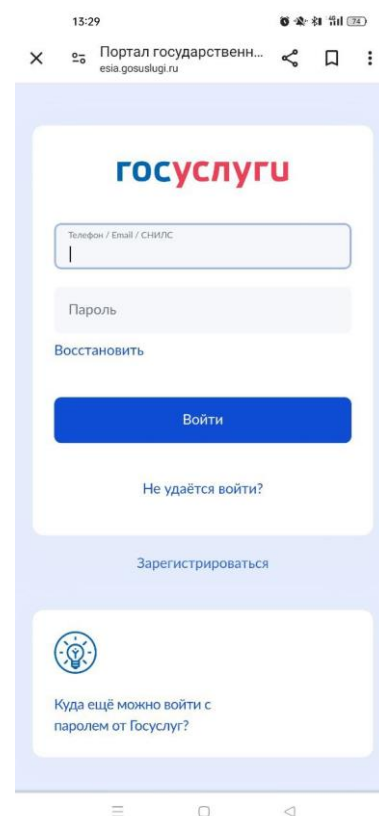 13:29
74
Портал государственн...
esia.gosuslugi.ru
госуслуги
Телефон / Email / СНИЛС
Пароль
Восстановить
Войти
Не удаётся войти?
Зарегистрироваться
Куда ещё можно войти с
паролем от Госуслуг?